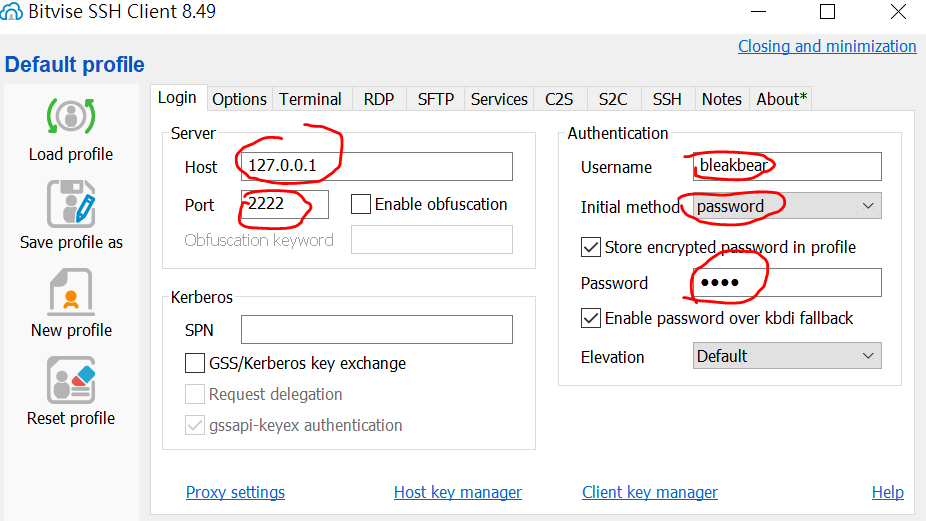 Bitvise SSH Client 8.49
Closing and minimization
Default profile
Load profile
Save profile as
New profile
Reset profile
Login Options Terminal RDP SFTP Services C2S S2C SSH Notes About*
Server
Host 127.0.0.1
Port 2222 Enable obfuscation
Obfuscation keyword
Kerberos
SPN
GSS/Kerberos key exchange
Request delegation
gssapi-keyex authentication
Authentication
Username bleakbear
Initial method password
Store encrypted password in profile
Password ••••
Enable password over kbdi fallback
Elevation Default
Proxy settings Host key manager Client key manager Help